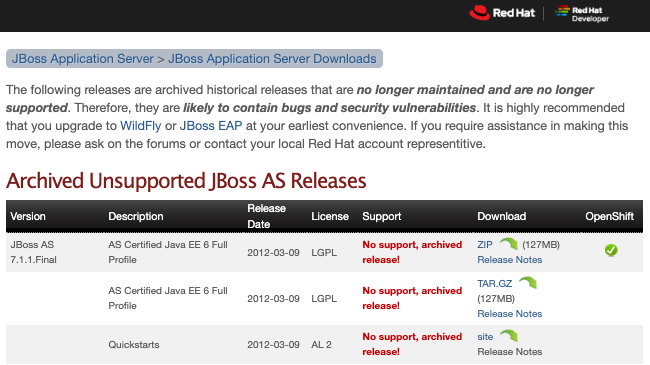 Red Hat
Red Hat
Developer
JBoss Application Server > JBoss Application Server Downloads
The following releases are archived historical releases that are no longer maintained and are no longer
supported. Therefore, they are likely to contain bugs and security vulnerabilities. It is highly recommended
that you upgrade to WildFly or JBoss EAP at your earliest convenience. If you require assistance in making this
move, please ask on the forums or contact your local Red Hat account representitive.
Archived Unsupported JBoss AS Releases
Version Description Release Date License Support Download OpenShift
JBoss AS 7.1.1.Final AS Certified Java EE 6 Full Profile 2012-03-09 LGPL No support, archived release! ZIP (127MB) Release Notes
AS Certified Java EE 6 Full Profile 2012-03-09 LGPL No support, archived release! TAR.GZ (127MB) Release Notes
Quickstarts 2012-03-09 AL 2 No support, archived release! site Release Notes